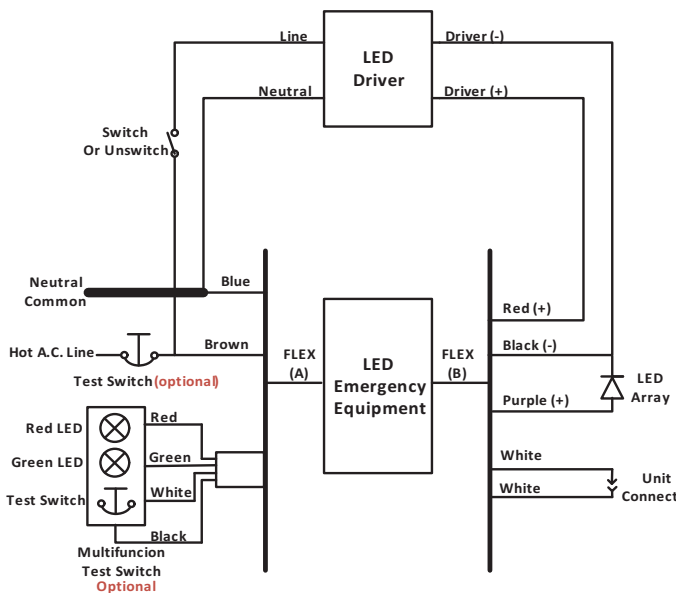 Line
LED
Driver
Driver (-)
Neutral
Driver (+)
Switch
Or Unswitch
Neutral
Common
Blue
Red (+)
Hot A.C. Line
Brown
Test Switch (optional)
FLEX
(A)
LED
Emergency
Equipment
FLEX
(B)
Black (-)
LED
Array
Purple (+)
Red LED
Red
Green LED
Green
Test Switch
White
Black
White
White
Unit
Connect
Multifuncion
Test Switch
Optional